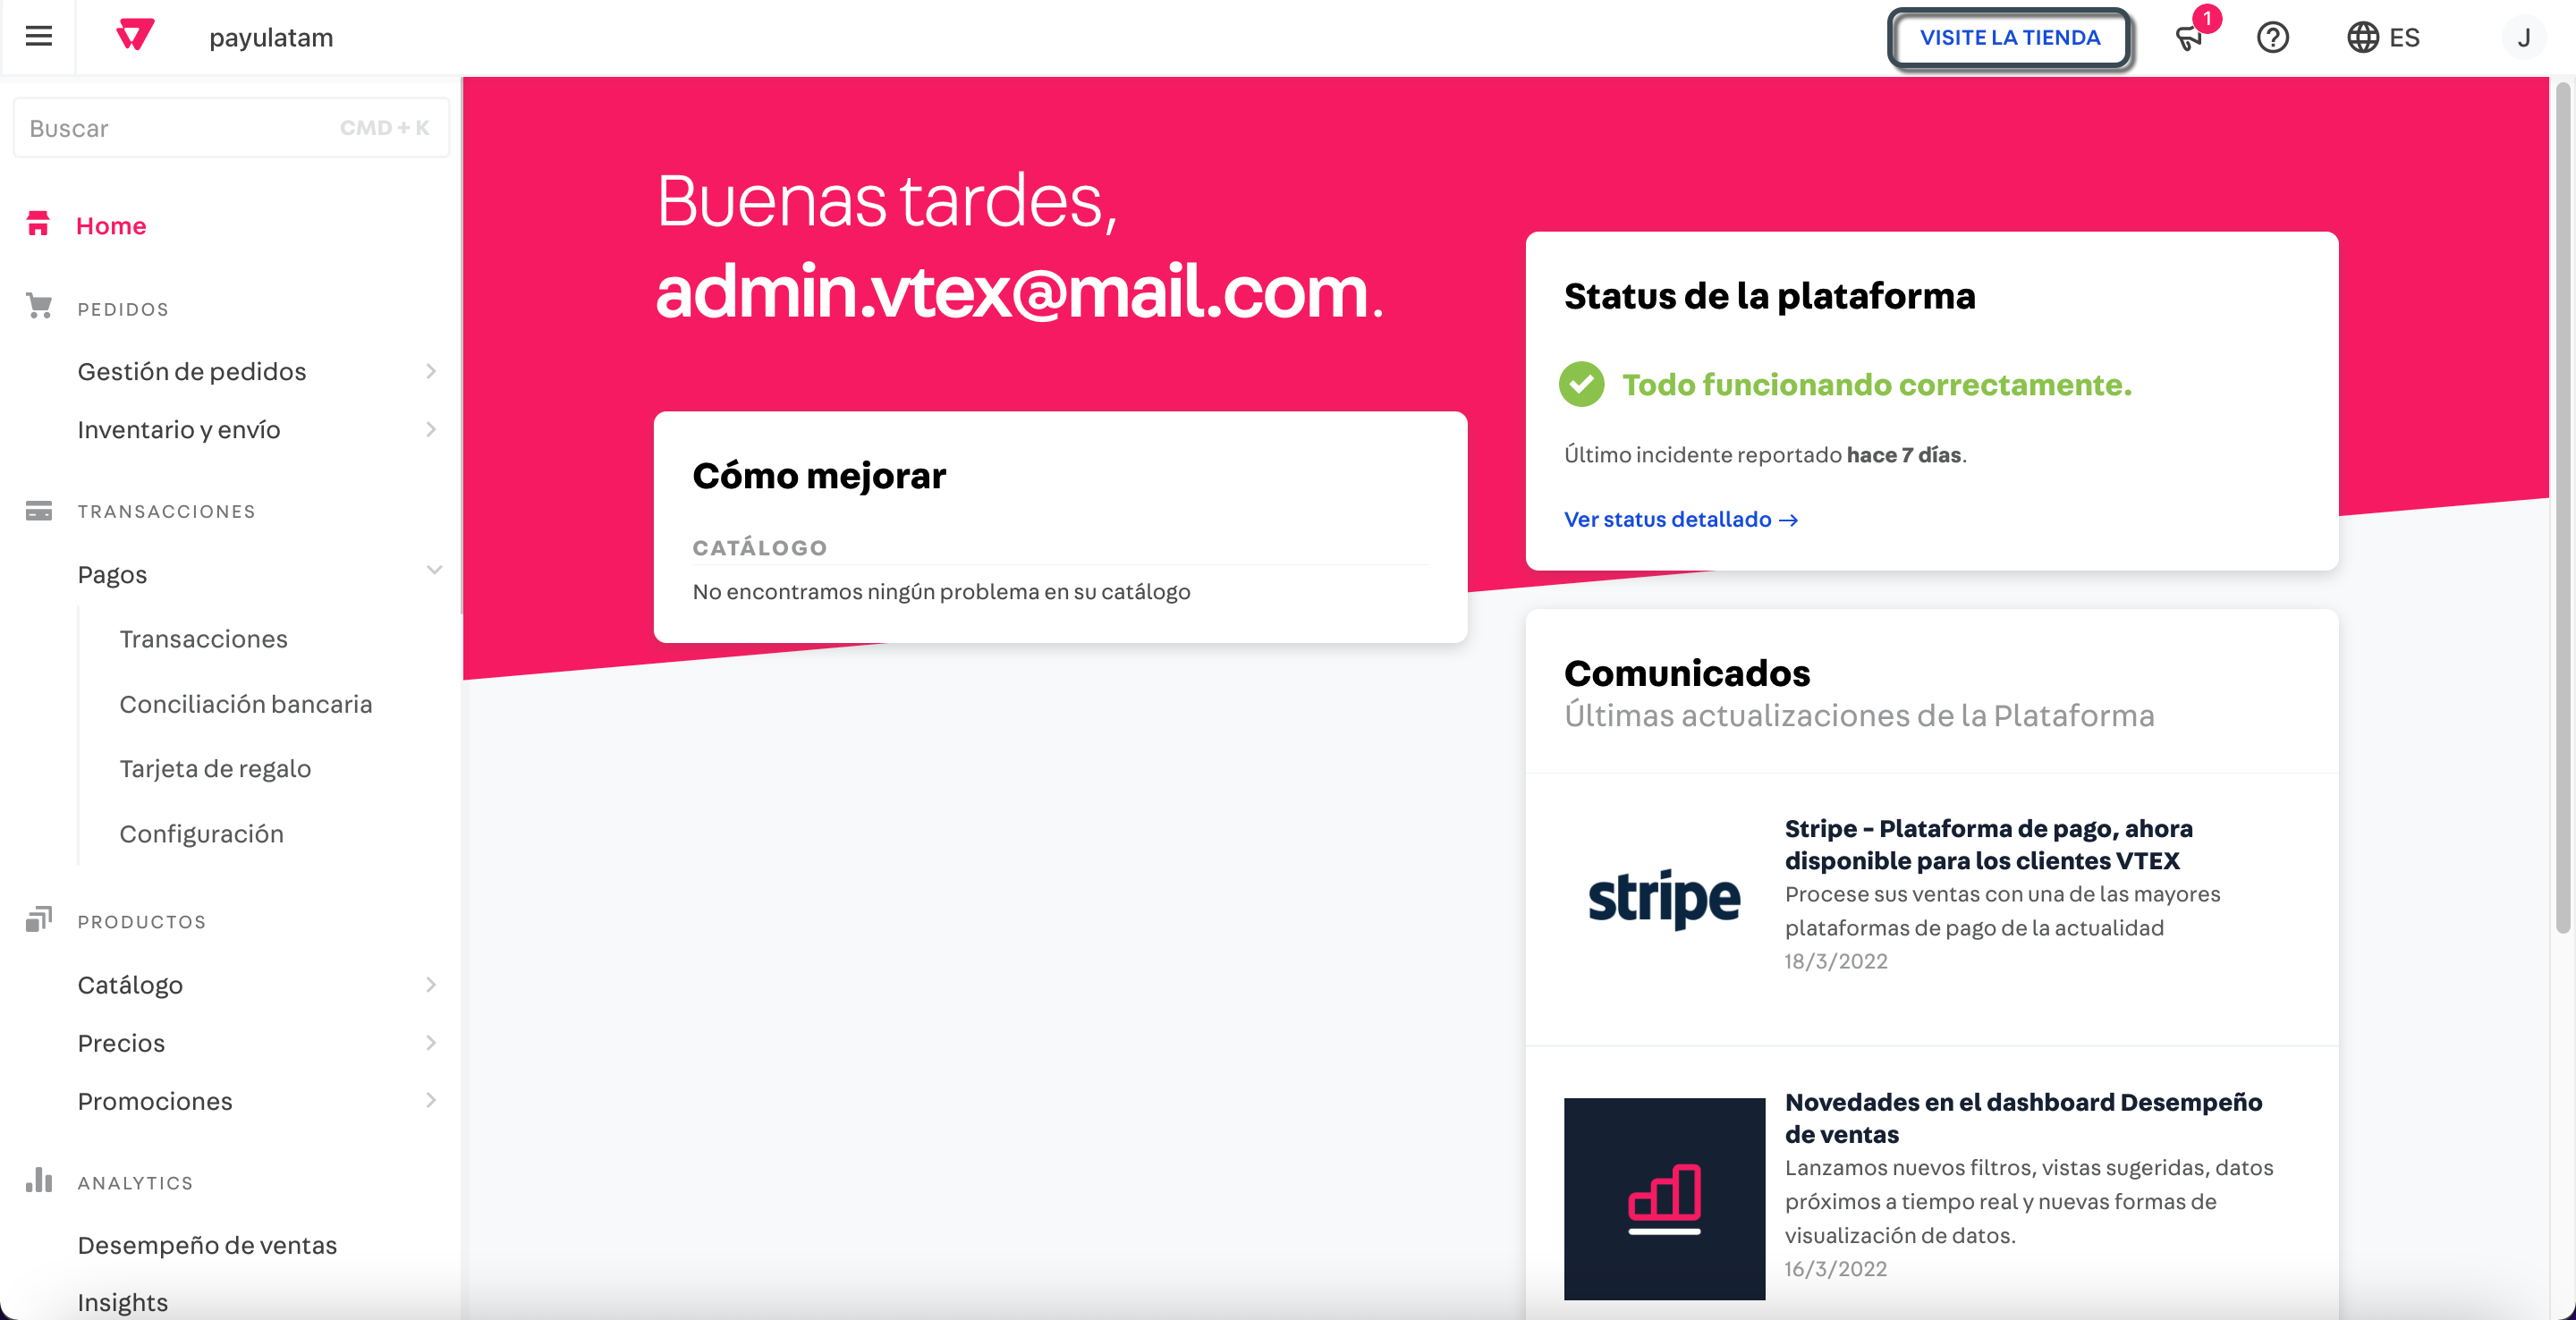 payulatam
VISITE LA TIENDA
1
ES
J
Buscar
CMD + K
Home
PEDIDOS
Gestión de pedidos
Inventario y envío
TRANSACCIONES
Pagos
Transacciones
Conciliación bancaria
Tarjeta de regalo
Configuración
PRODUCTOS
Catálogo
Precios
Promociones
ANALYTICS
Desempeño de ventas
Insights
Buenas tardes,
admin.vtex@mail.com.
Cómo mejorar
CATÁLOGO
No encontramos ningún problema en su catálogo
Status de la plataforma
Todo funcionando correctamente.
Último incidente reportado hace 7 días.
Ver status detallado →
Comunicados
Últimas actualizaciones de la Plataforma
stripe
Stripe - Plataforma de pago, ahora
disponible para los clientes VTEX
Procese sus ventas con una de las mayores
plataformas de pago de la actualidad
18/3/2022
Novedades en el dashboard Desempeño
de ventas
Lanzamos nuevos filtros, vistas sugeridas, datos
próximos a tiempo real y nuevas formas de
visualización de datos.
16/3/2022